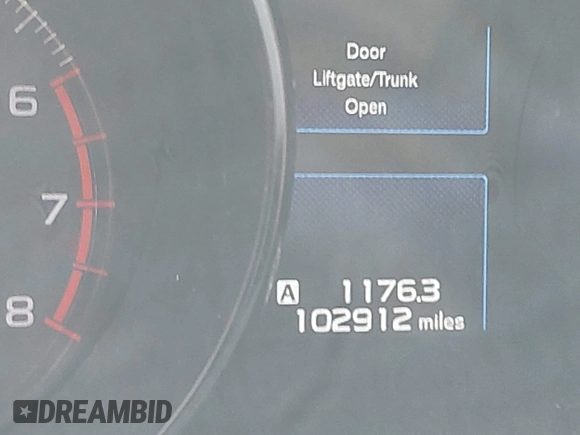 Door
Liftgate/Trunk
Open
6
7
8
A 1176.3
102912 miles
DREAMBID